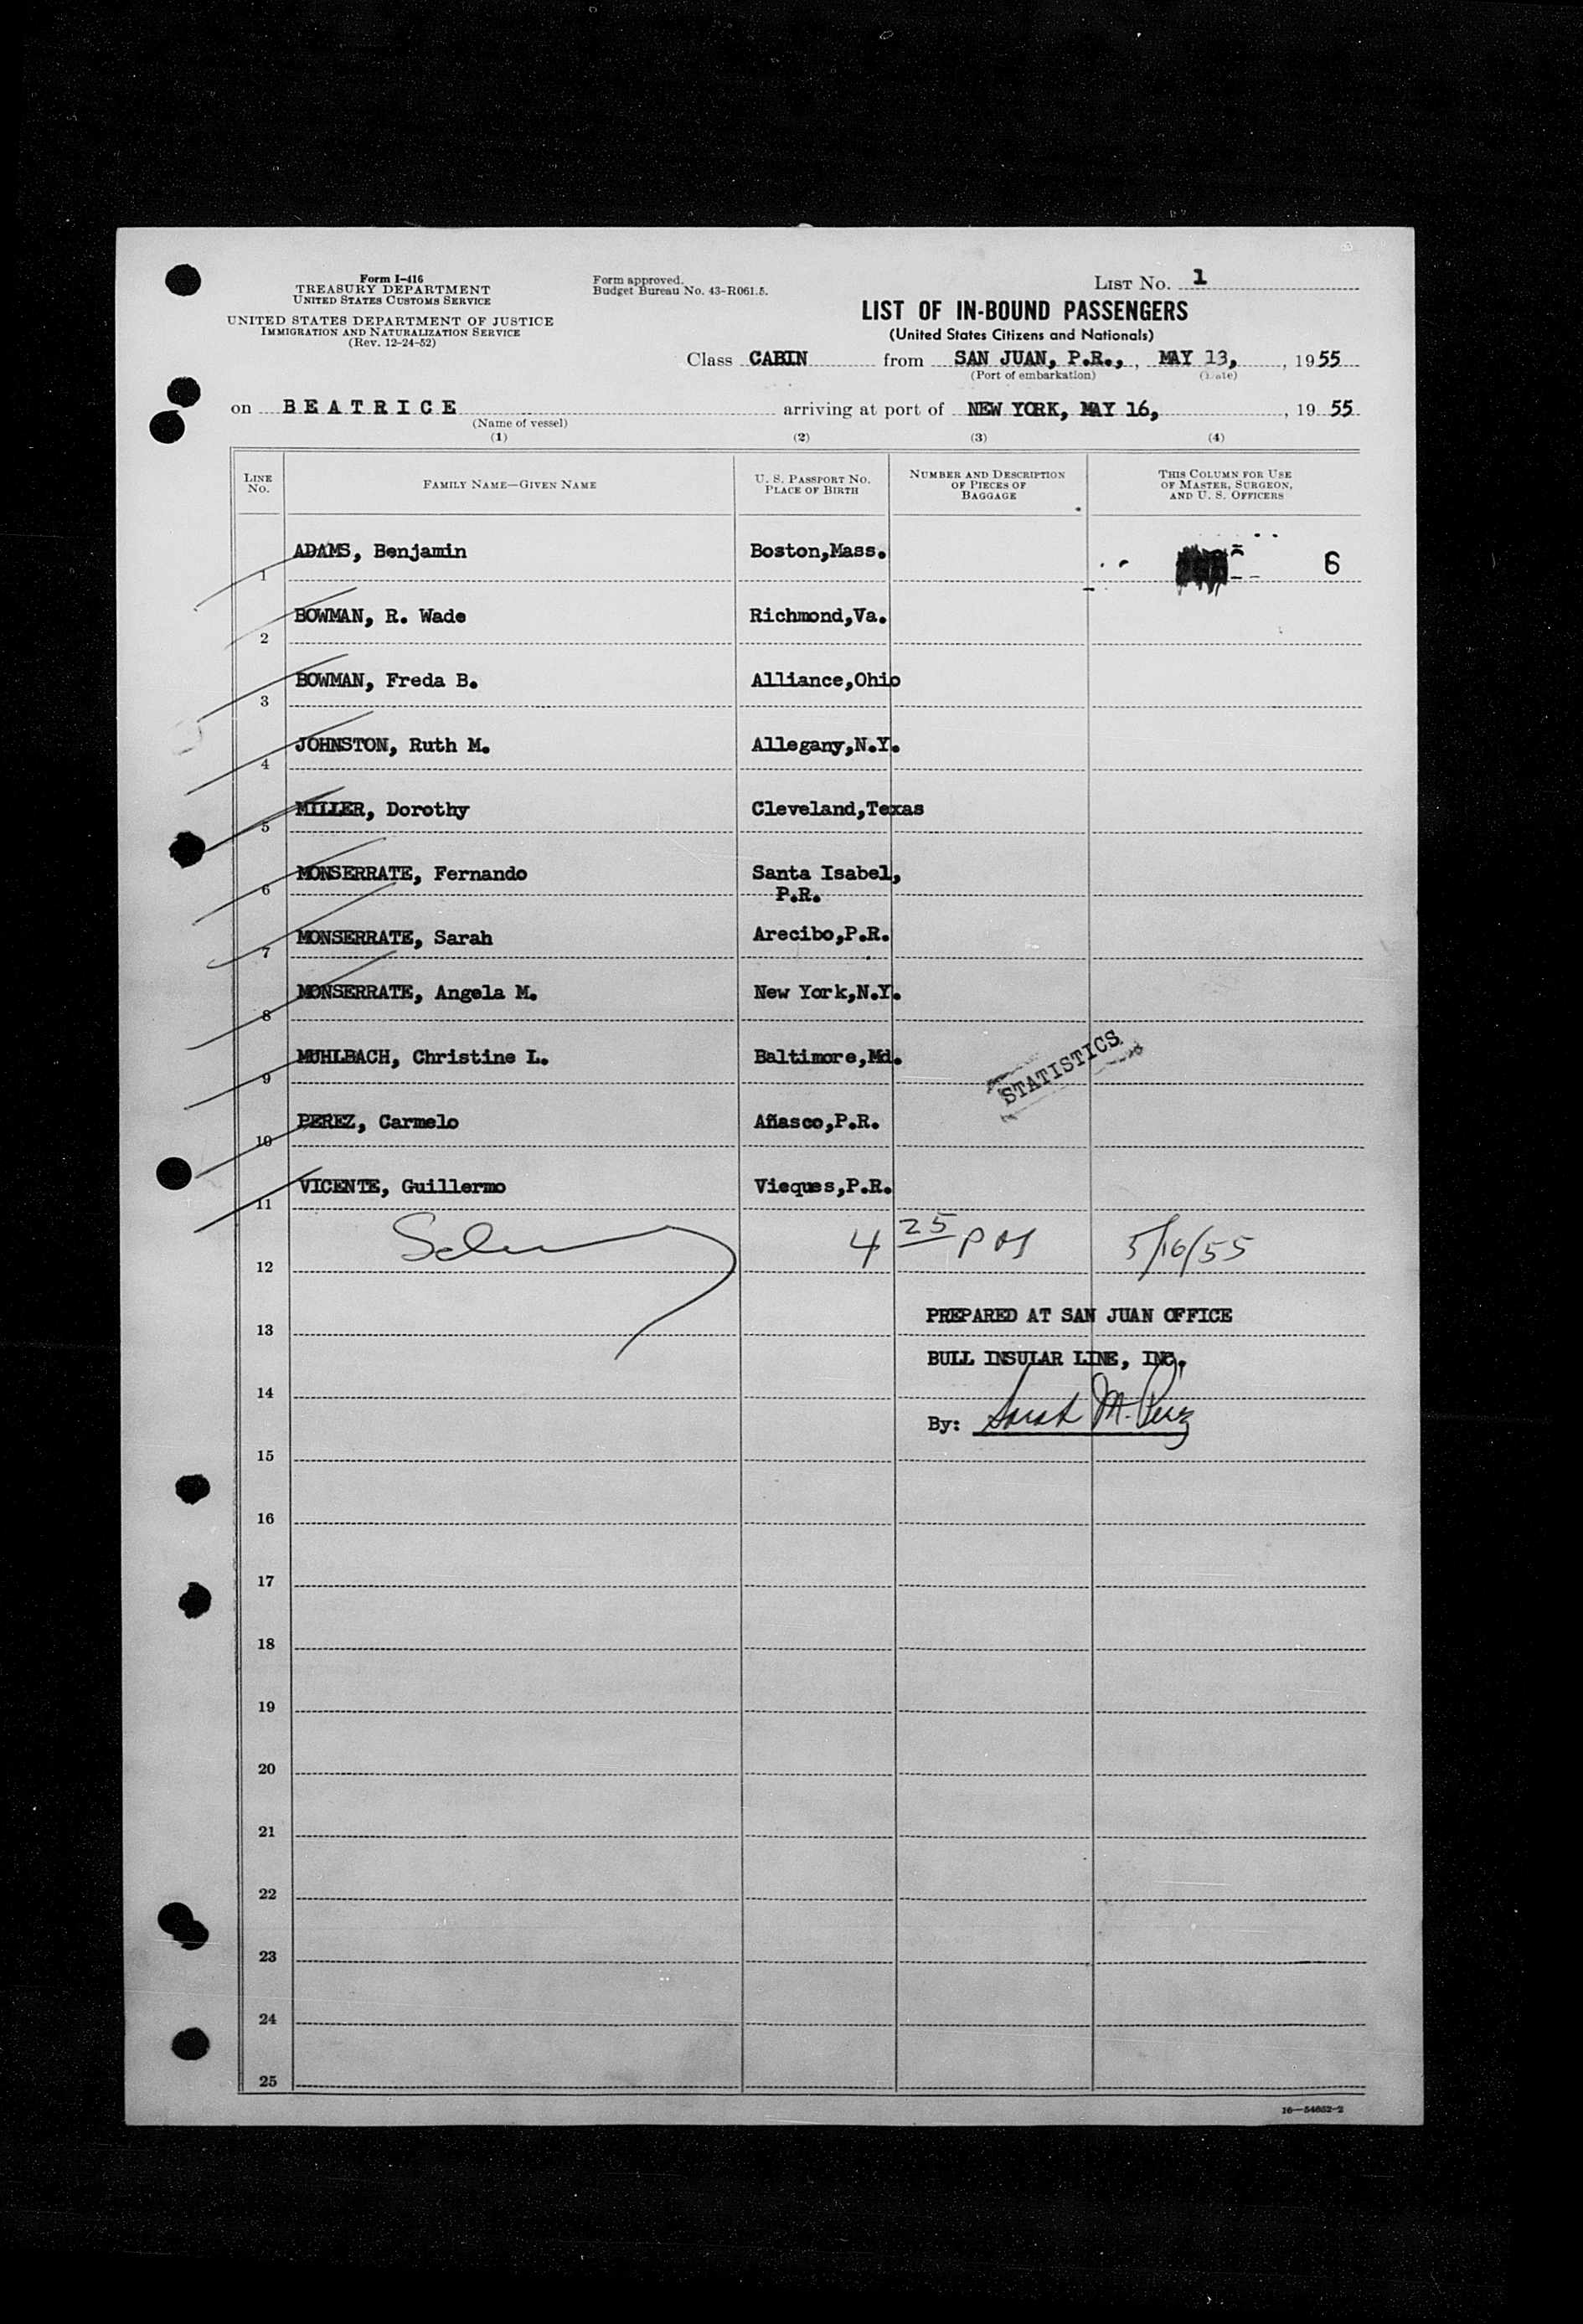 Form I-416
TREASURY DEPARTMENT
UNITED STATES CUSTOMS SERVICE
UNITED STATES DEPARTMENT OF JUSTICE
IMMIGRATION AND NATURALIZATION SERVICE
(Rev. 12-24-52)
Form approved.
Budget Bureau No. 43-R061.5.
LIST No. 1
LIST OF IN-BOUND PASSENGERS
(United States Citizens and Nationals)
Class CABIN from SAN JUAN, P.R., MAY 13, , 1955
(Port of embarkation) (Date)
on BEATRICE arriving at port of NEW YORK, MAY 16, , 1955
(Name of vessel)
(1) (2) (3) (4)
LINE No. FAMILY NAME—GIVEN NAME U. S. PASSPORT No. PLACE OF BIRTH NUMBER AND DESCRIPTION OF PIECES OF BAGGAGE THIS COLUMN FOR USE OF MASTER, SURGEON, AND U. S. OFFICERS
1 ADAMS, Benjamin Boston,Mass. 6
2 BOWMAN, R. Wade Richmond,Va.
3 BOWMAN, Freda B. Alliance,Ohio
4 JOHNSTON, Ruth M. Allegany,N.Y.
5 MILLER, Dorothy Cleveland,Texas
6 MONSERRATE, Fernando Santa Isabel,
P.R.
7 MONSERRATE, Sarah Arecibo,P.R.
8 MONSERRATE, Angela M. New York,N.Y.
9 MUHLBACH, Christine L. Baltimore,Md.
STATISTICS
10 PEREZ, Carmelo Añasco,P.R.
11 VICENTE, Guillermo Vieques,P.R.
12 4 25 5/16/55
PREPARED AT SAN JUAN OFFICE
13
BULL INSULAR LINE, INC.
14
By: Sarah M. Perez
15
16
17
18
19
20
21
22
23
24
25
16—54652-2